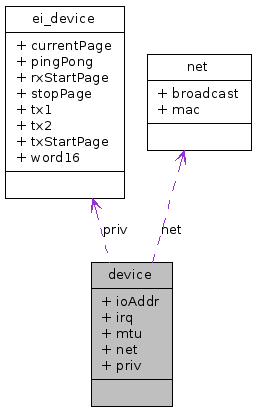 ei_device
+ currentPage
+ pingPong
+ rxStartPage
+ stopPage
+ tx1
+ tx2
+ txStartPage
+ word16
net
+ broadcast
+ mac
priv
net
device
+ ioAddr
+ irq
+ mtu
+ net
+ priv